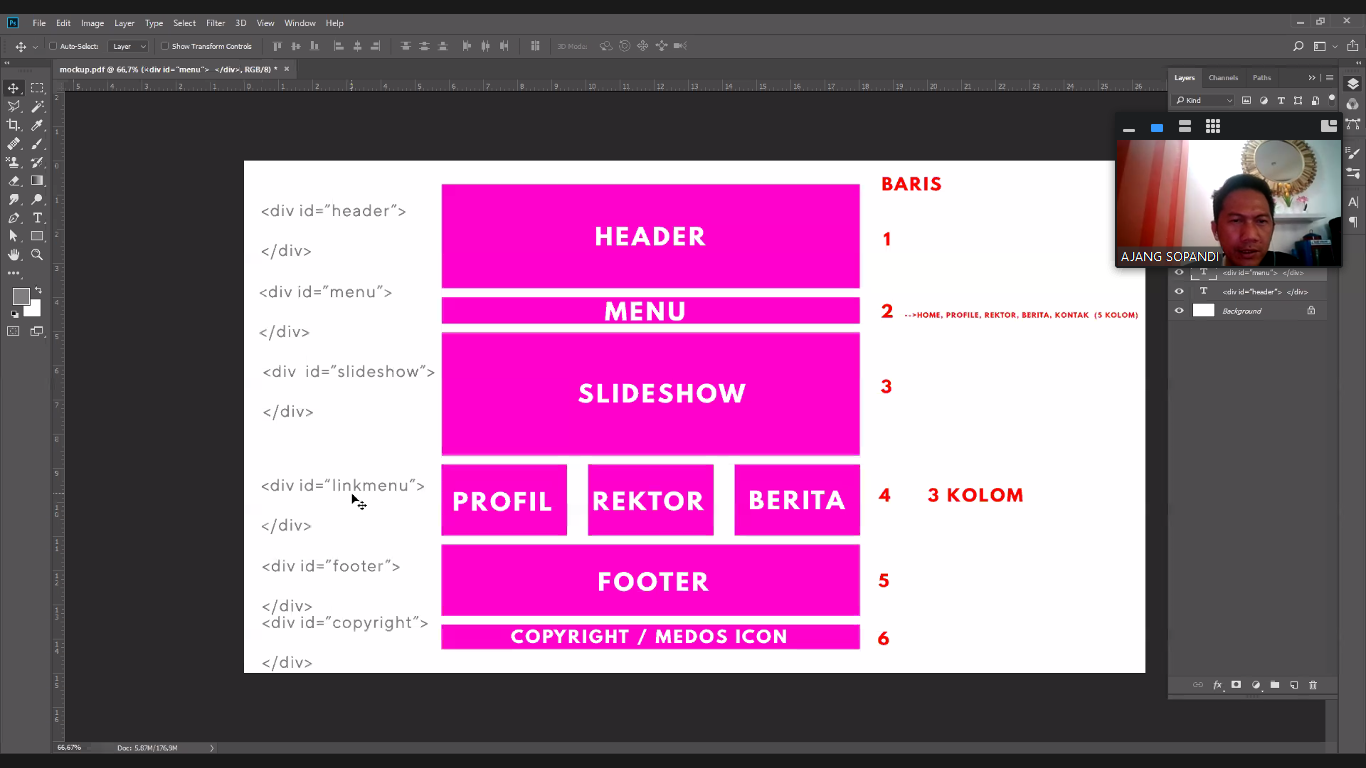 File Edit Image Layer Type Select Filter 3D View Window Help
Auto-Select: Layer Show Transform Controls 3D Mode:
mockup.pdf @ 66,7% (<div id="menu"> </div>, RGB/8) *
Layers Channels Paths
Kind
AJANG SOPANDI
<div id="menu"> </div>
<div id="header"> </div>
Background
BARIS
<div id="header">
</div>
HEADER
1
<div id="menu">
</div>
MENU
2 -->HOME, PROFILE, REKTOR, BERITA, KONTAK (5 KOLOM)
<div id="slideshow">
</div>
SLIDESHOW
3
<div id="linkmenu">
</div>
PROFIL REKTOR BERITA
4 3 KOLOM
<div id="footer">
</div>
FOOTER
5
<div id="copyright">
</div>
COPYRIGHT / MEDOS ICON
6
66.67% Doc: 5.87M/176,9M